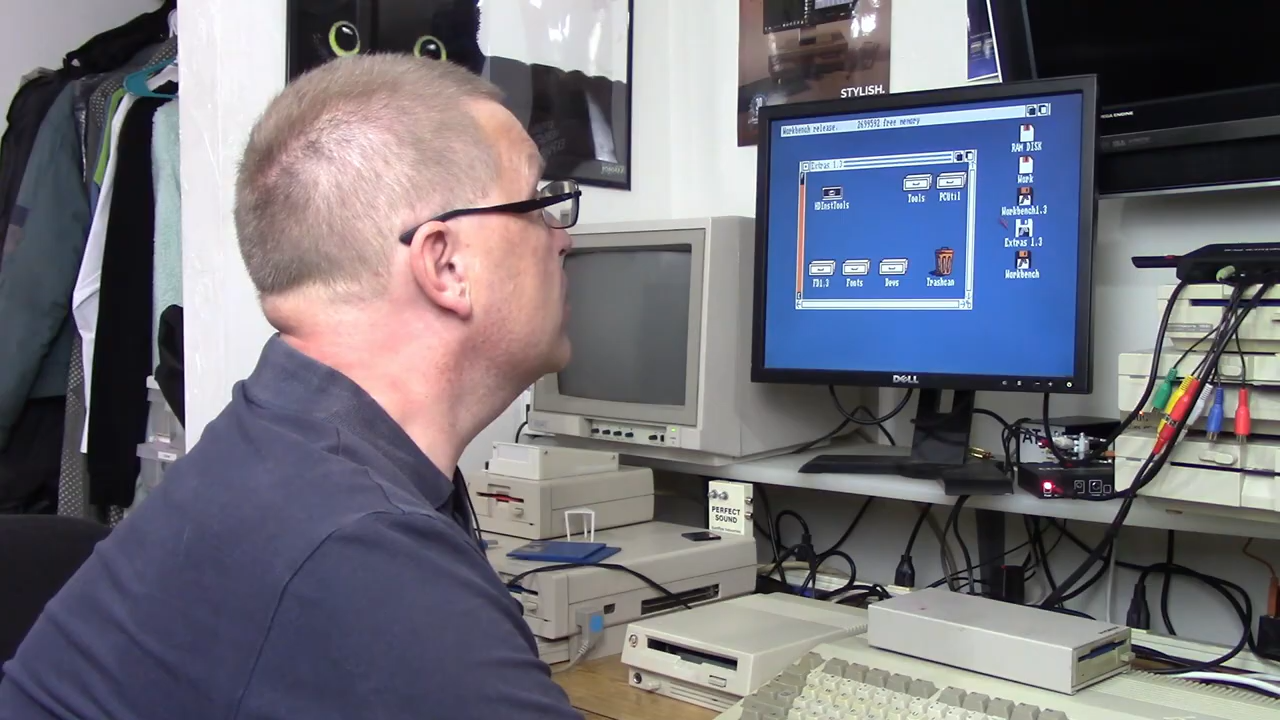 STYLISH.
Workbench release. 2699592 free memory
Extras 1.3
HDInstTools
Tools
PCUtil
FD1.3
Fonts
Devs
Trashcan
RAM DISK
Work
Workbench1.3
Extras 1.3
Workbench
DELL
PERFECT
SOUND